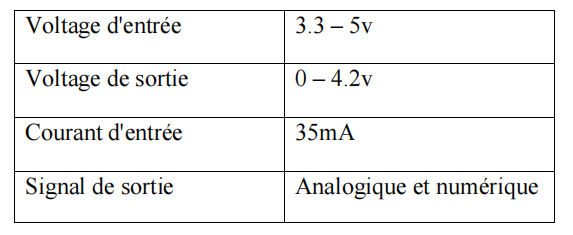 Voltage d'entrée 3.3 – 5v
Voltage de sortie 0 – 4.2v
Courant d'entrée 35mA
Signal de sortie Analogique et numérique